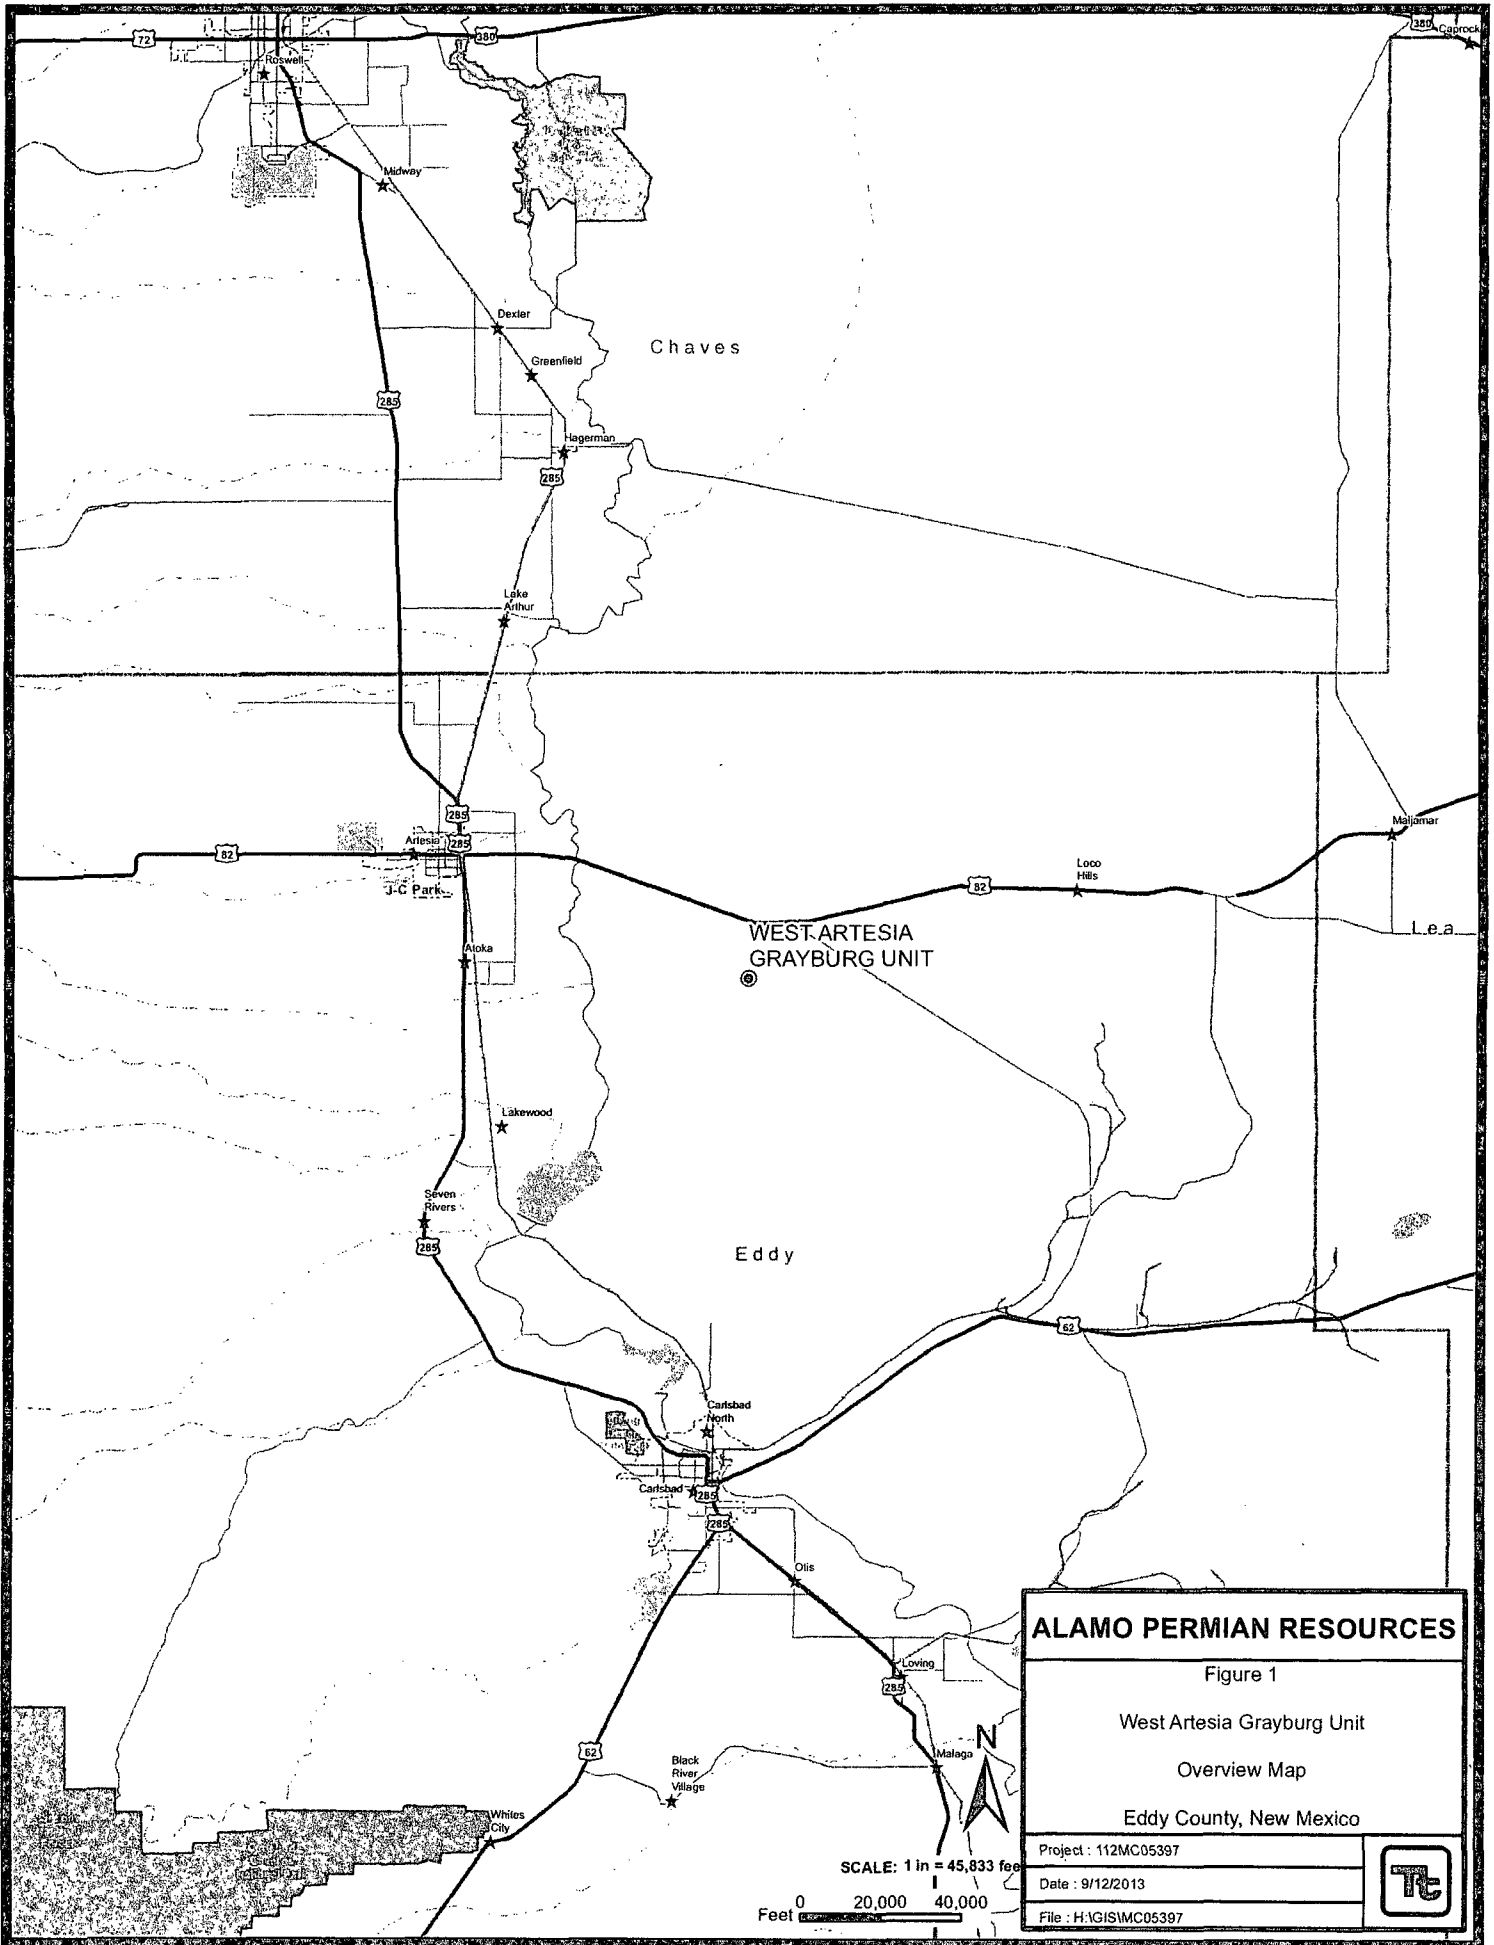 72
380
380
Caprock
Roswell
Midway
Dexter
Chaves
Greenfield
285
Hagerman
285
Lake
Arthur
285
Maljamar
285
Artesia
82
Loco
Hills
82
J-C Park
Lea
WEST ARTESIA
GRAYBURG UNIT
Atoka
Lakewood
Seven
Rivers
285
Eddy
62
Carlsbad
North
Carlsbad
285
285
Otis
Loving
285
Malaga
62
Black
River
Village
Whites
City
N
SCALE: 1 in = 45,833 fee
0 20,000 40,000
Feet
ALAMO PERMIAN RESOURCES
Figure 1
West Artesia Grayburg Unit
Overview Map
Eddy County, New Mexico
Project : 112MC05397
Date : 9/12/2013
File : H:\GIS\MC05397
Tt